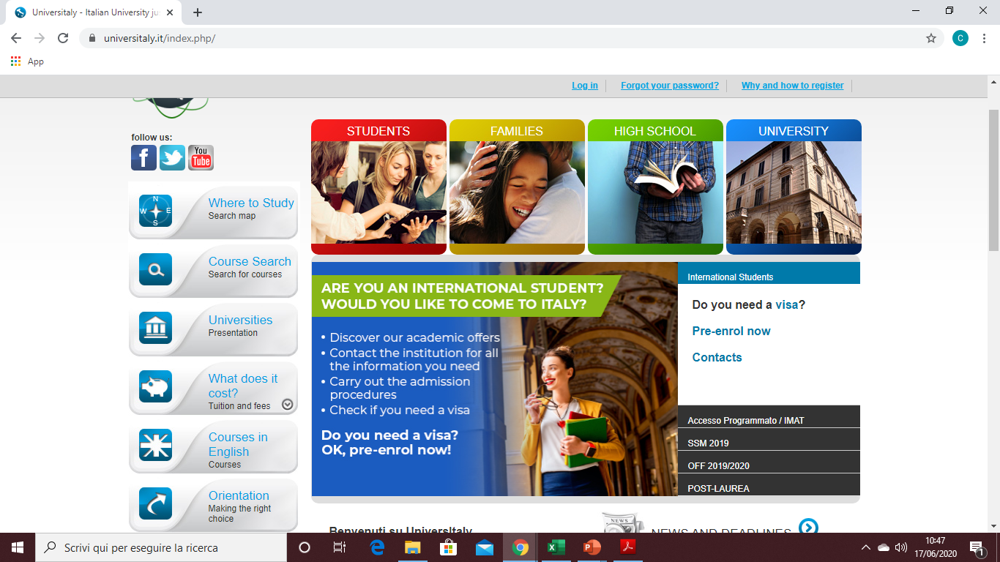 Universitaly - Italian University ju
universitaly.it/index.php/
C
App
Log in
Forgot your password?
Why and how to register
follow us:
f
You
Tube
STUDENTS
FAMILIES
HIGH SCHOOL
UNIVERSITY
N
W E
S
Where to Study
Search map
Course Search
Search for courses
Universities
Presentation
What does it
cost?
Tuition and fees
Courses in
English
Courses
Orientation
Making the right
choice
ARE YOU AN INTERNATIONAL STUDENT?
WOULD YOU LIKE TO COME TO ITALY?
• Discover our academic offers
• Contact the institution for all
the information you need
• Carry out the admission
procedures
• Check if you need a visa
Do you need a visa?
OK, pre-enrol now!
International Students
Do you need a visa?
Pre-enrol now
Contacts
Accesso Programmato / IMAT
SSM 2019
OFF 2019/2020
POST-LAUREA
Benvenuti su UniversItaly
NEWS
NEWS AND DEADLINES
Scrivi qui per eseguire la ricerca
10:47
17/06/2020
1